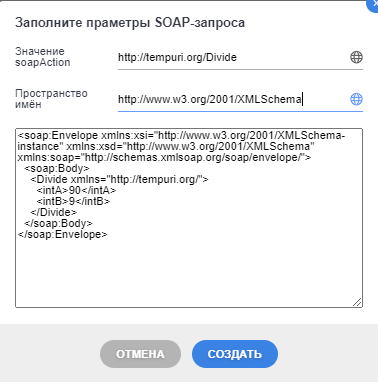 Заполните праметры SOAP-запроса
Значение
soapAction
http://tempuri.org/Divide
Пространство
имён
http://www.w3.org/2001/XMLSchema
<soap:Envelope xmlns:xsi="http://www.w3.org/2001/XMLSchema-
instance" xmlns:xsd="http://www.w3.org/2001/XMLSchema"
xmlns:soap="http://schemas.xmlsoap.org/soap/envelope/">
<soap:Body>
<Divide xmlns="http://tempuri.org/">
<intA>90</intA>
<intB>9</intB>
</Divide>
</soap:Body>
</soap:Envelope>
ОТМЕНА
СОЗДАТЬ